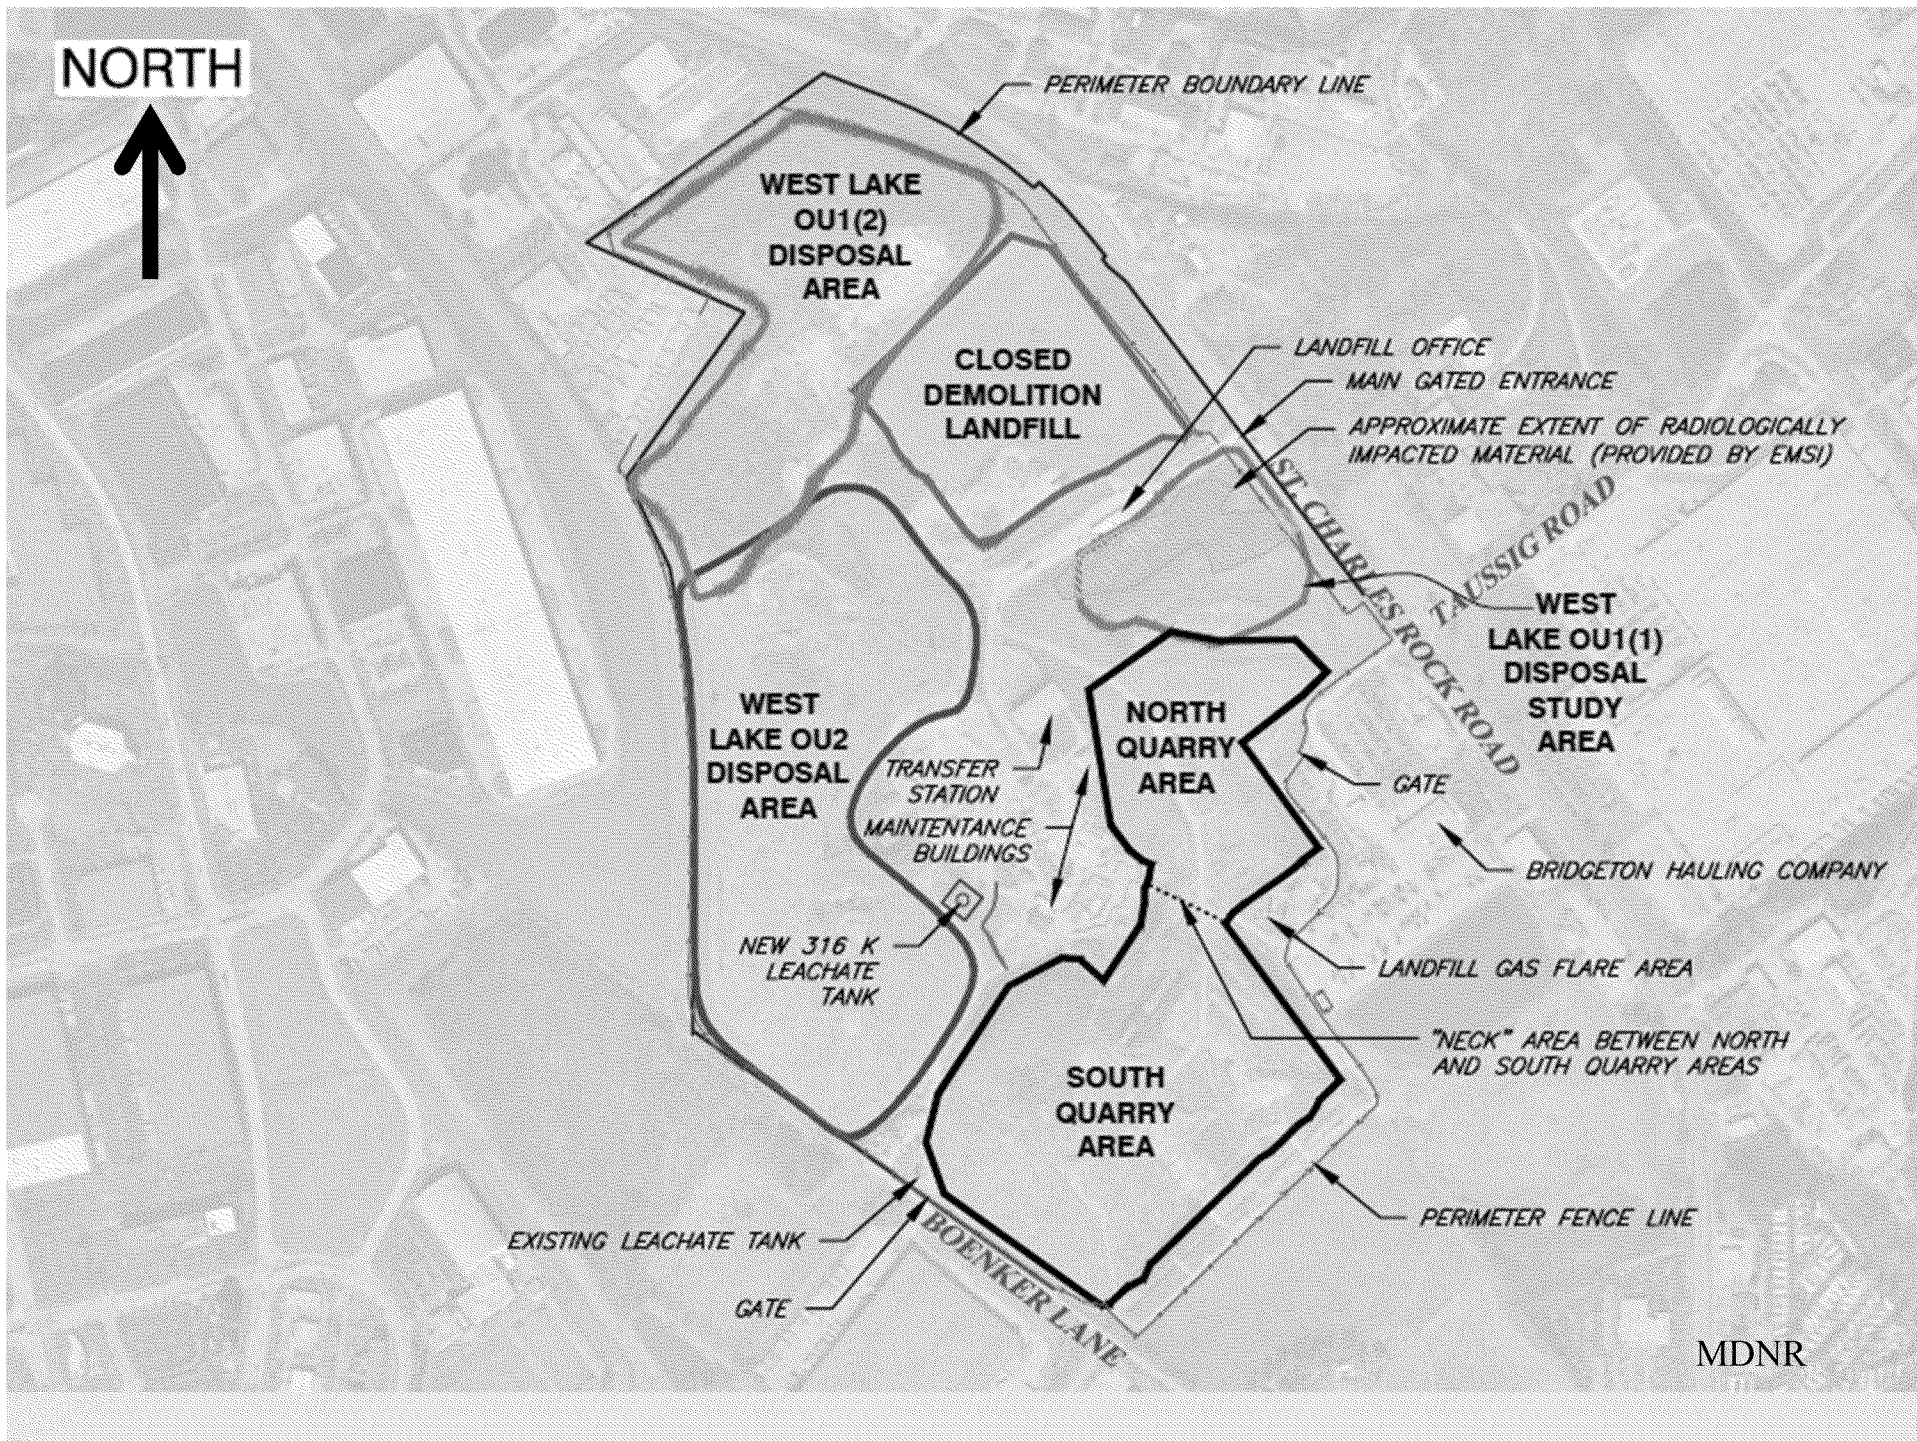 NORTH
PERIMETER BOUNDARY LINE
WEST LAKE
OU1(2)
DISPOSAL
AREA
CLOSED
DEMOLITION
LANDFILL
LANDFILL OFFICE
MAIN GATED ENTRANCE
APPROXIMATE EXTENT OF RADIOLOGICALLY
IMPACTED MATERIAL (PROVIDED BY EMSI)
ST. CHARLES ROCK ROAD
TAUSSIG ROAD
WEST
LAKE OU1(1)
DISPOSAL
STUDY
AREA
WEST
LAKE OU2
DISPOSAL
AREA
NORTH
QUARRY
AREA
TRANSFER
STATION
MAINTENTANCE
BUILDINGS
GATE
BRIDGETON HAULING COMPANY
NEW 316 K
LEACHATE
TANK
LANDFILL GAS FLARE AREA
"NECK" AREA BETWEEN NORTH
AND SOUTH QUARRY AREAS
SOUTH
QUARRY
AREA
PERIMETER FENCE LINE
EXISTING LEACHATE TANK
GATE
BOENKER LANE
MDNR